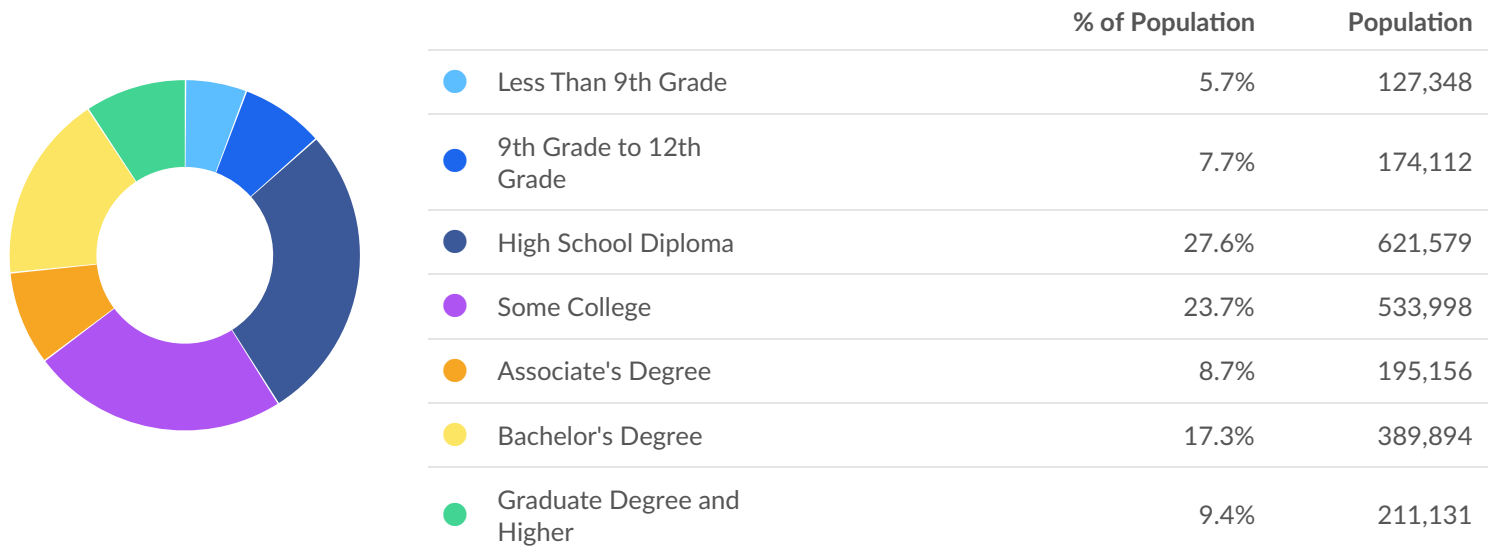 % of Population Population
Less Than 9th Grade 5.7% 127,348
9th Grade to 12th
Grade 7.7% 174,112
High School Diploma 27.6% 621,579
Some College 23.7% 533,998
Associate's Degree 8.7% 195,156
Bachelor's Degree 17.3% 389,894
Graduate Degree and
Higher 9.4% 211,131